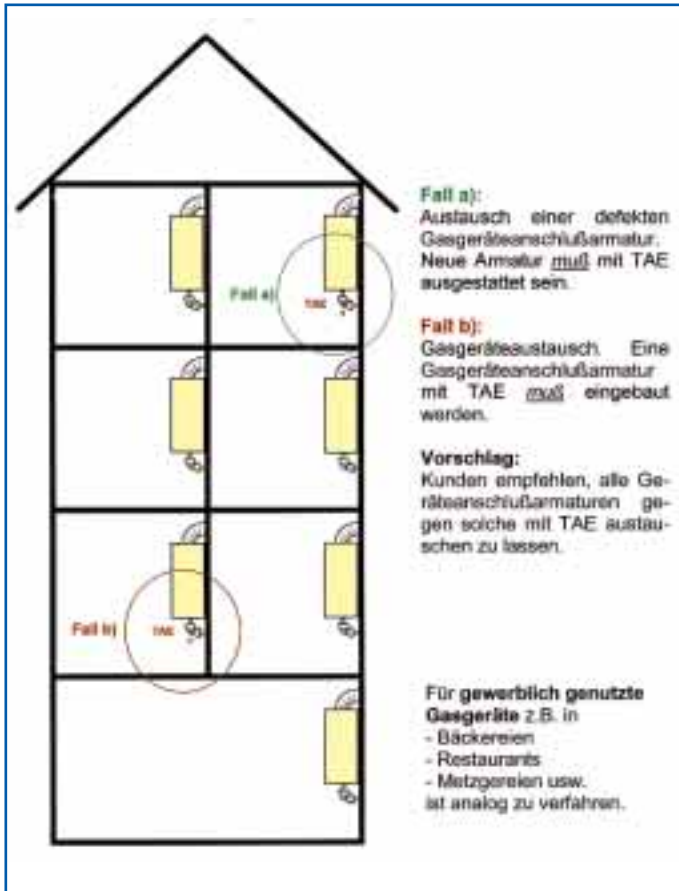 Fall a):
Austausch einer defekten
Gasgeräteanschlußarmatur.
Neue Armatur muß mit TAE
ausgestattet sein.
Fall a)
TAE
Fall b):
Gasgeräteaustausch. Eine
Gasgeräteanschlußarmatur
mit TAE muß eingebaut
werden.
Vorschlag:
Kunden empfehlen, alle Ge-
räteanschlußarmaturen ge-
gen solche mit TAE austau-
schen zu lassen.
Fall b)
TAE
Für gewerblich genutzte
Gasgeräte z.B. in
- Bäckereien
- Restaurants
- Metzgereien usw.
ist analog zu verfahren.